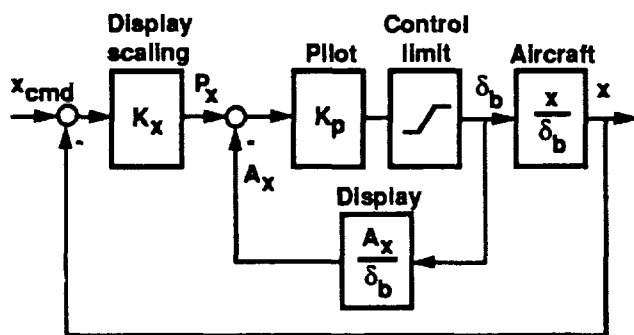 Display scaling
Pilot
Control limit
Aircraft
x_cmd
K_x
P_x
K_p
δ_b
x
δ_b
x
-
-
A_x
Display
A_x
δ_b